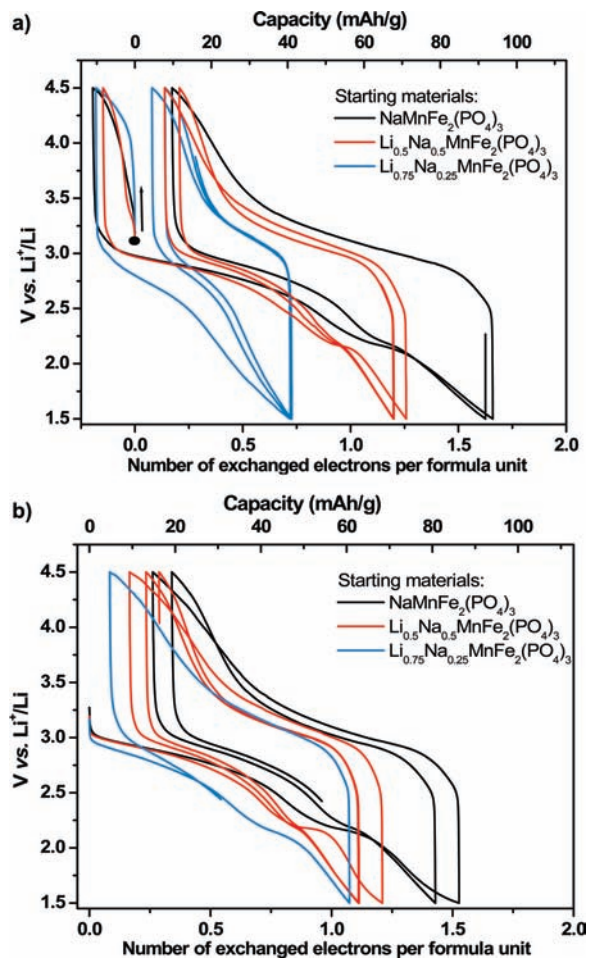 a)
Capacity (mAh/g)
0 20 40 60 80 100
4.5
4.0
3.5
3.0
2.5
2.0
1.5
V vs. Li⁺/Li
Starting materials:
NaMnFe₂(PO₄)₃
Li₀.₅Na₀.₅MnFe₂(PO₄)₃
Li₀.₇₅Na₀.₂₅MnFe₂(PO₄)₃
0.0 0.5 1.0 1.5 2.0
Number of exchanged electrons per formula unit
b)
Capacity (mAh/g)
0 20 40 60 80 100
4.5
4.0
3.5
3.0
2.5
2.0
1.5
V vs. Li⁺/Li
Starting materials:
NaMnFe₂(PO₄)₃
Li₀.₅Na₀.₅MnFe₂(PO₄)₃
Li₀.₇₅Na₀.₂₅MnFe₂(PO₄)₃
0.0 0.5 1.0 1.5 2.0
Number of exchanged electrons per formula unit